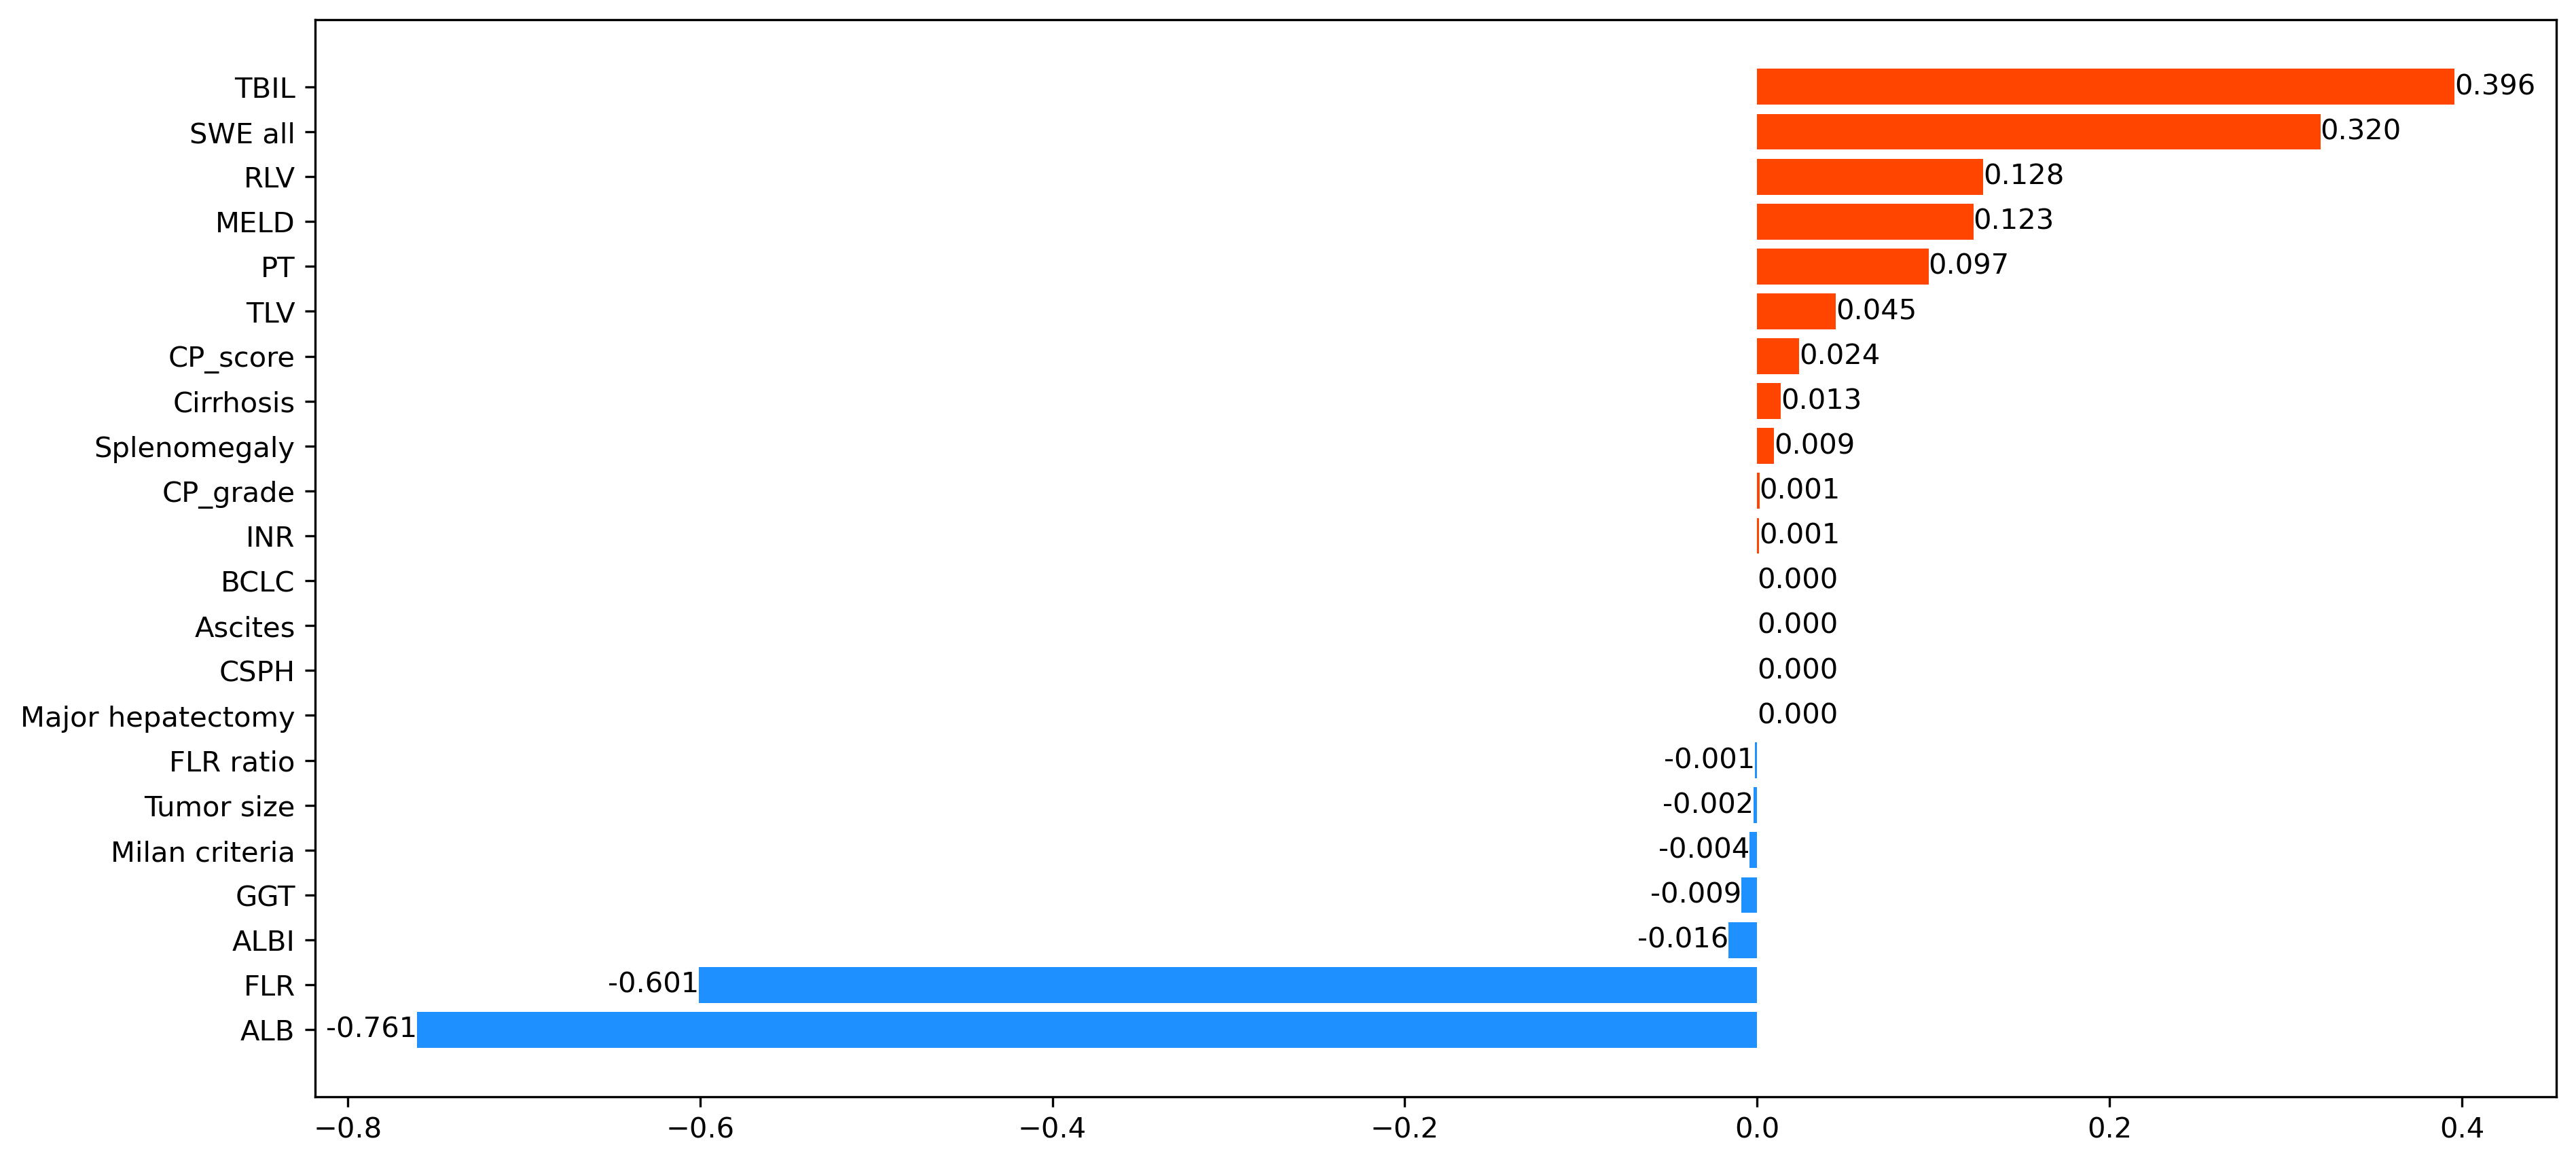 TBIL 0.396
SWE all 0.320
RLV 0.128
MELD 0.123
PT 0.097
TLV 0.045
CP_score 0.024
Cirrhosis 0.013
Splenomegaly 0.009
CP_grade 0.001
INR 0.001
BCLC 0.000
Ascites 0.000
CSPH 0.000
Major hepatectomy 0.000
FLR ratio -0.001
Tumor size -0.002
Milan criteria -0.004
GGT -0.009
ALBI -0.016
FLR -0.601
ALB -0.761
−0.8 −0.6 −0.4 −0.2 0.0 0.2 0.4